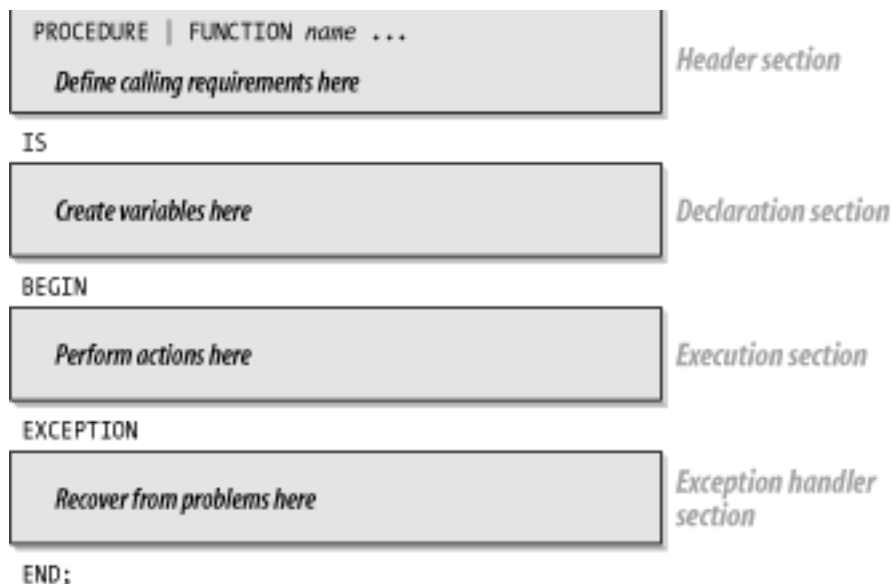 PROCEDURE | FUNCTION name ...
Define calling requirements here
Header section
IS
Create variables here
Declaration section
BEGIN
Perform actions here
Execution section
EXCEPTION
Recover from problems here
Exception handler
section
END;